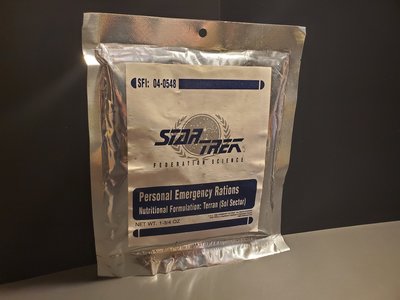 SFI: 04-0548
STAR TREK
FEDERATION SCIENCE
Personal Emergency Rations
Nutritional Formulation: Terran (Sol Sector)
NET WT. 1-3/4 OZ